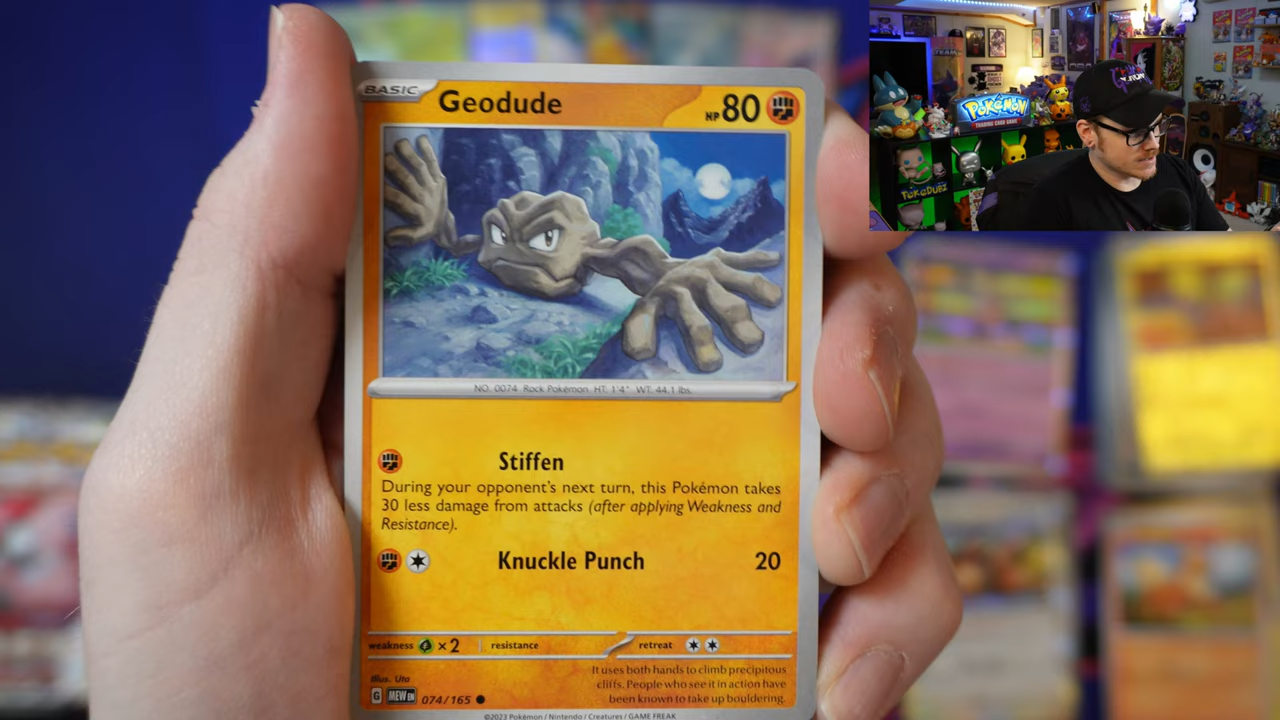 BASIC
Geodude
HP 80
NO. 0074 Rock Pokémon HT: 1'4" WT: 44.1 lbs.
Stiffen
During your opponent's next turn, this Pokémon takes
30 less damage from attacks (after applying Weakness and
Resistance).
Knuckle Punch 20
weakness ×2 resistance retreat
It uses both hands to climb precipitous
cliffs. People who see it in action have
been known to take up bouldering.
Illus. Uta
G MEW EN 074/165
©2023 Pokémon / Nintendo / Creatures / GAME FREAK
POKÉMON
TRADING CARD GAME
POKEDUBZ